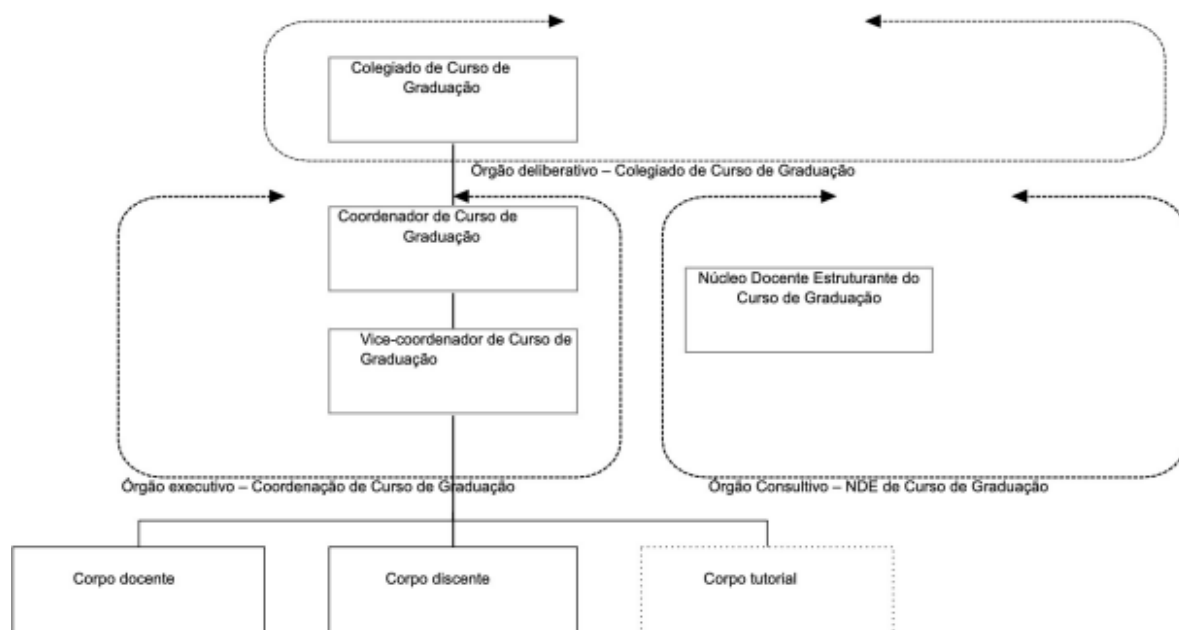 Colegiado de Curso de
Graduação
Órgão deliberativo – Colegiado de Curso de Graduação
Coordenador de Curso de
Graduação
Vice-coordenador de Curso de
Graduação
Órgão executivo – Coordenação de Curso de Graduação
Núcleo Docente Estruturante do
Curso de Graduação
Órgão Consultivo – NDE de Curso de Graduação
Corpo docente
Corpo discente
Corpo tutorial